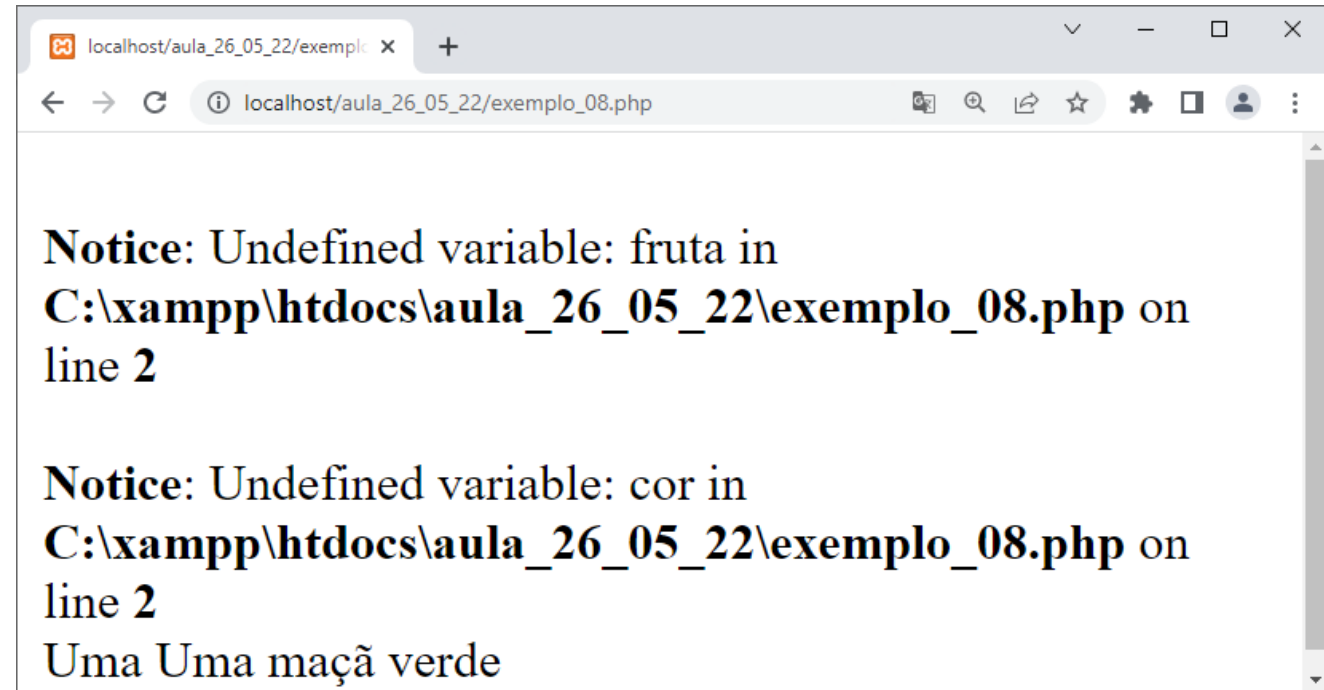 localhost/aula_26_05_22/exempl
localhost/aula_26_05_22/exemplo_08.php
Notice: Undefined variable: fruta in
C:\xampp\htdocs\aula_26_05_22\exemplo_08.php on
line 2
Notice: Undefined variable: cor in
C:\xampp\htdocs\aula_26_05_22\exemplo_08.php on
line 2
Uma Uma maçã verde